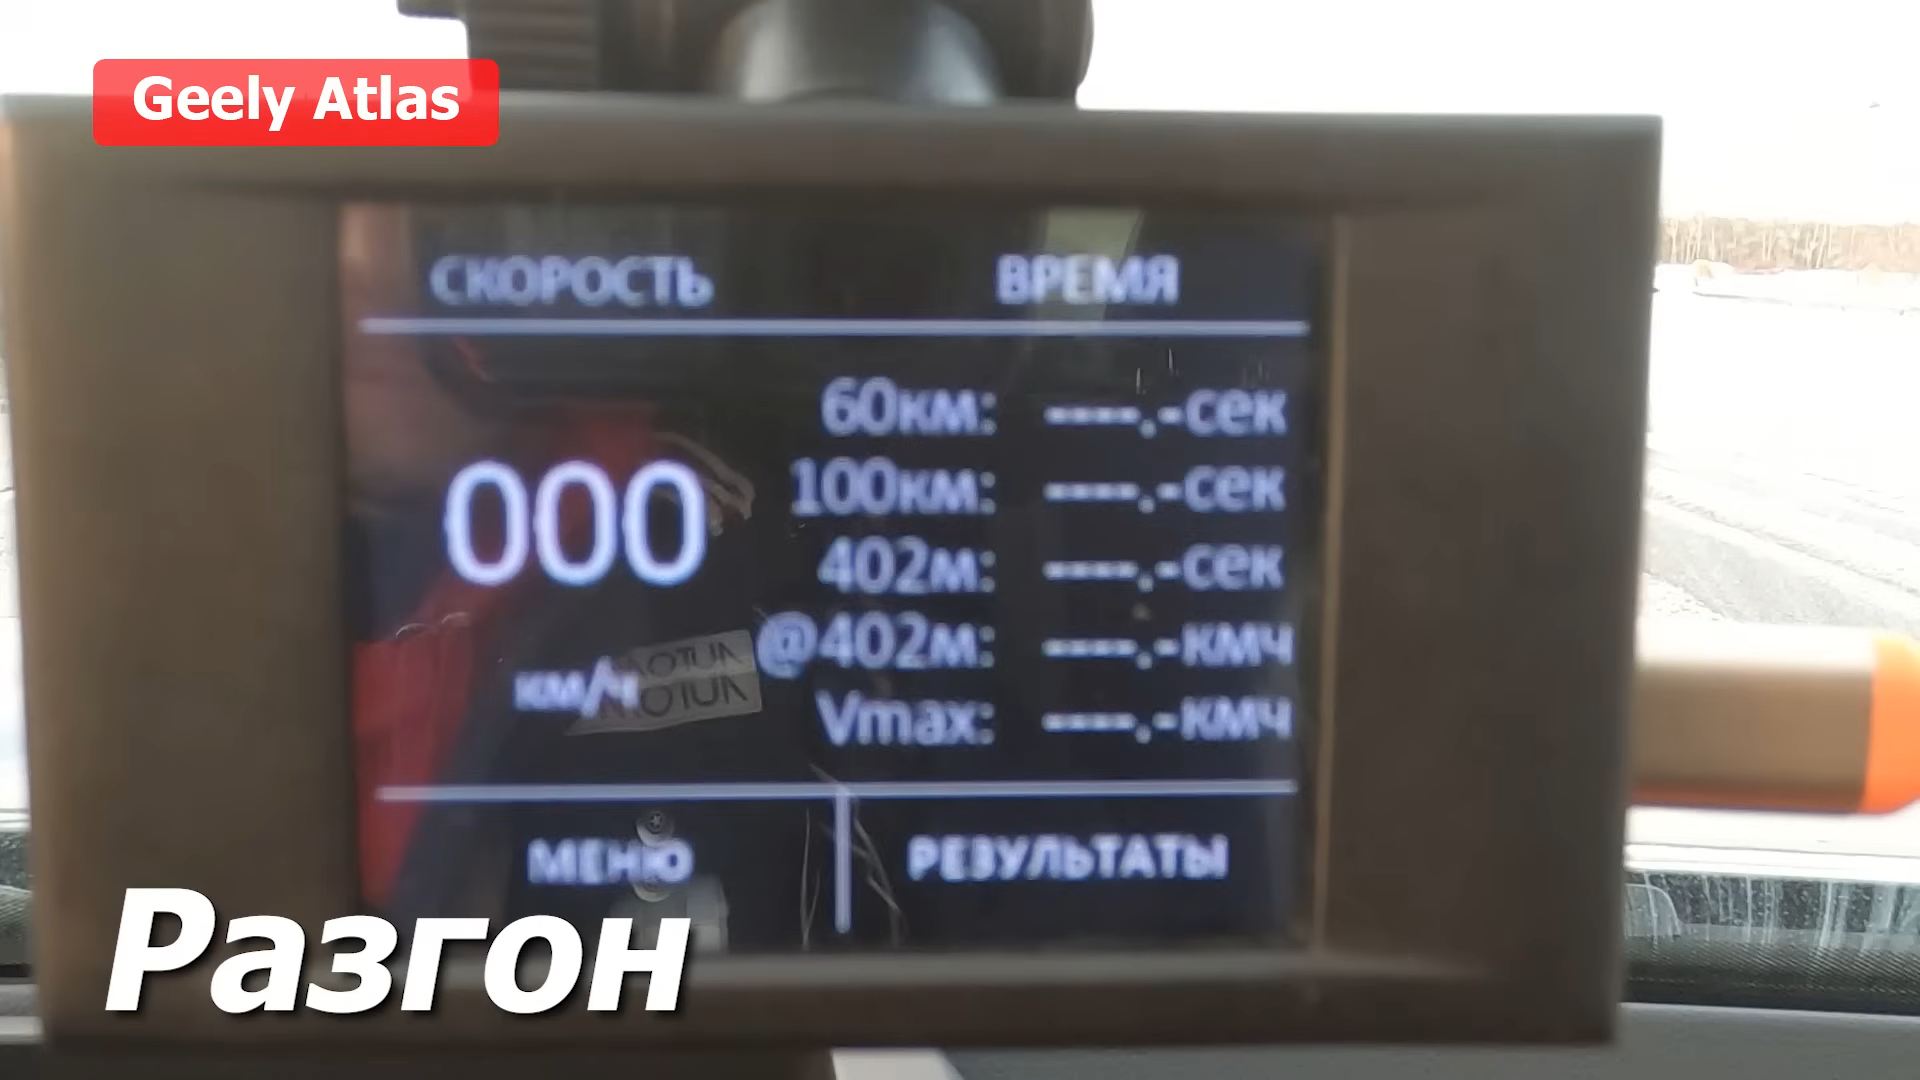 Geely Atlas
СКОРОСТЬ ВРЕМЯ
60км: ----.-сек
100км: ----.-сек
000
402м: ----.-сек
@402м: ----.-кмч
км/ч
Vmax: ----.-кмч
МЕНЮ РЕЗУЛЬТАТЫ
Разгон